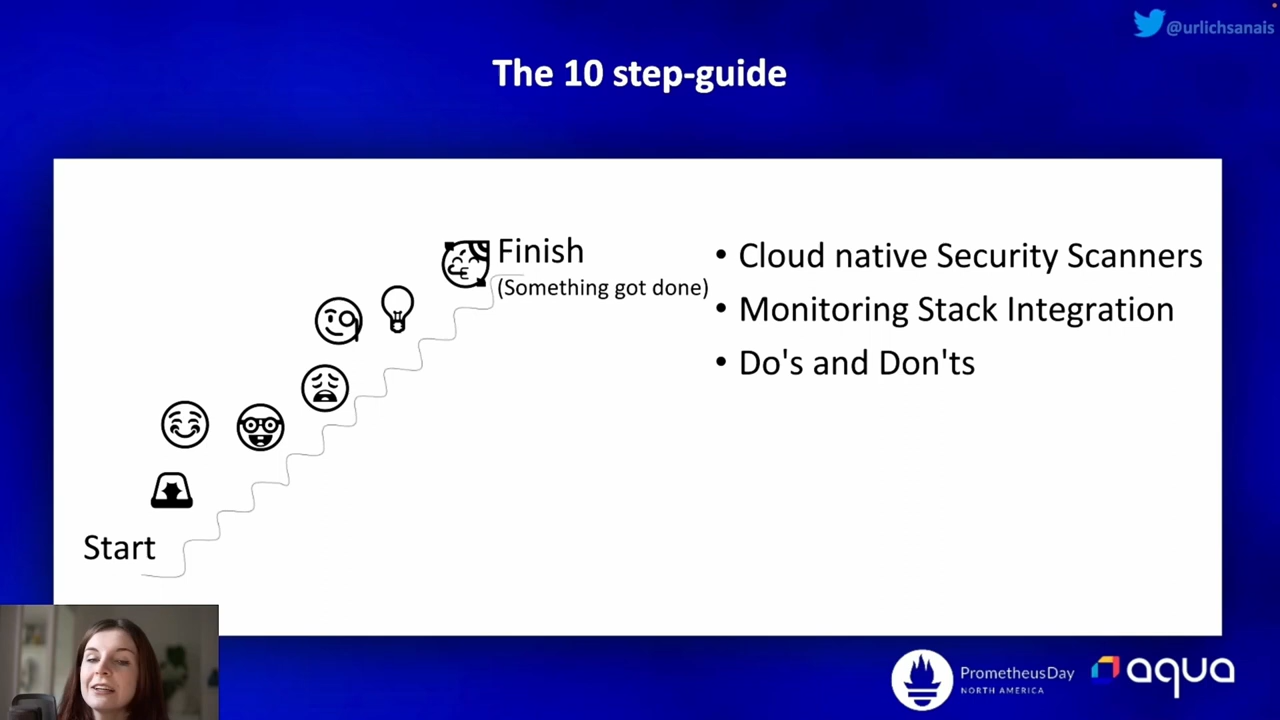 @urlichsanais
The 10 step-guide
Finish
(Something got done)
• Cloud native Security Scanners
• Monitoring Stack Integration
• Do's and Don'ts
Start
PrometheusDay
NORTH AMERICA
aqua